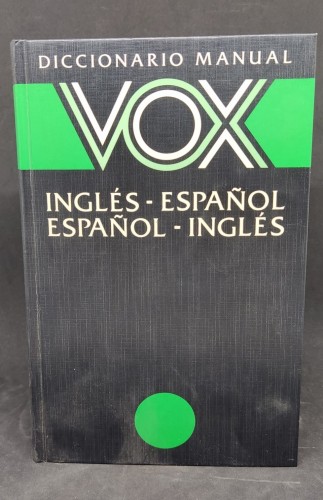 DICCIONARIO MANUAL
VOX
INGLÉS - ESPAÑOL
ESPAÑOL - INGLÉS